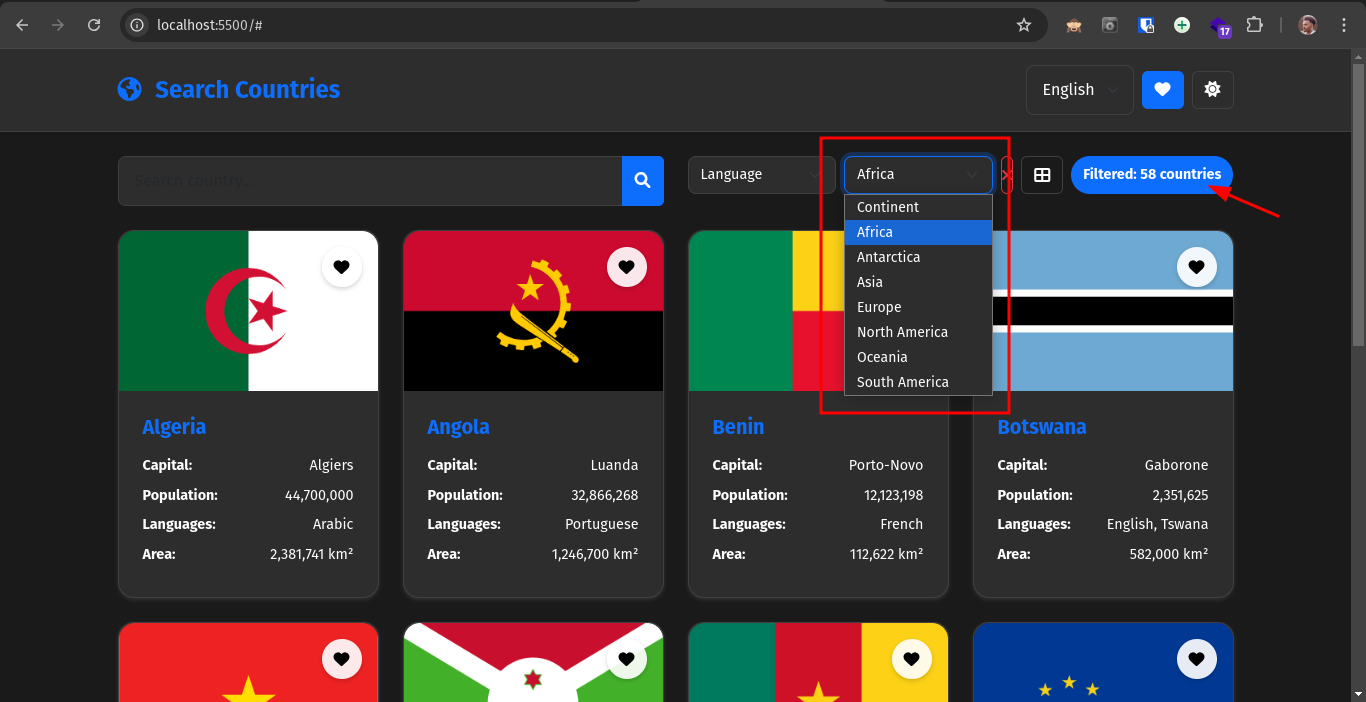 localhost:5500/#
17
Search Countries
English
Search country...
Language
Africa
Filtered: 58 countries
Continent
Africa
Antarctica
Asia
Europe
North America
Oceania
South America
Algeria
Capital: Algiers
Population: 44,700,000
Languages: Arabic
Area: 2,381,741 km²
Angola
Capital: Luanda
Population: 32,866,268
Languages: Portuguese
Area: 1,246,700 km²
Benin
Capital: Porto-Novo
Population: 12,123,198
Languages: French
Area: 112,622 km²
Botswana
Capital: Gaborone
Population: 2,351,625
Languages: English, Tswana
Area: 582,000 km²